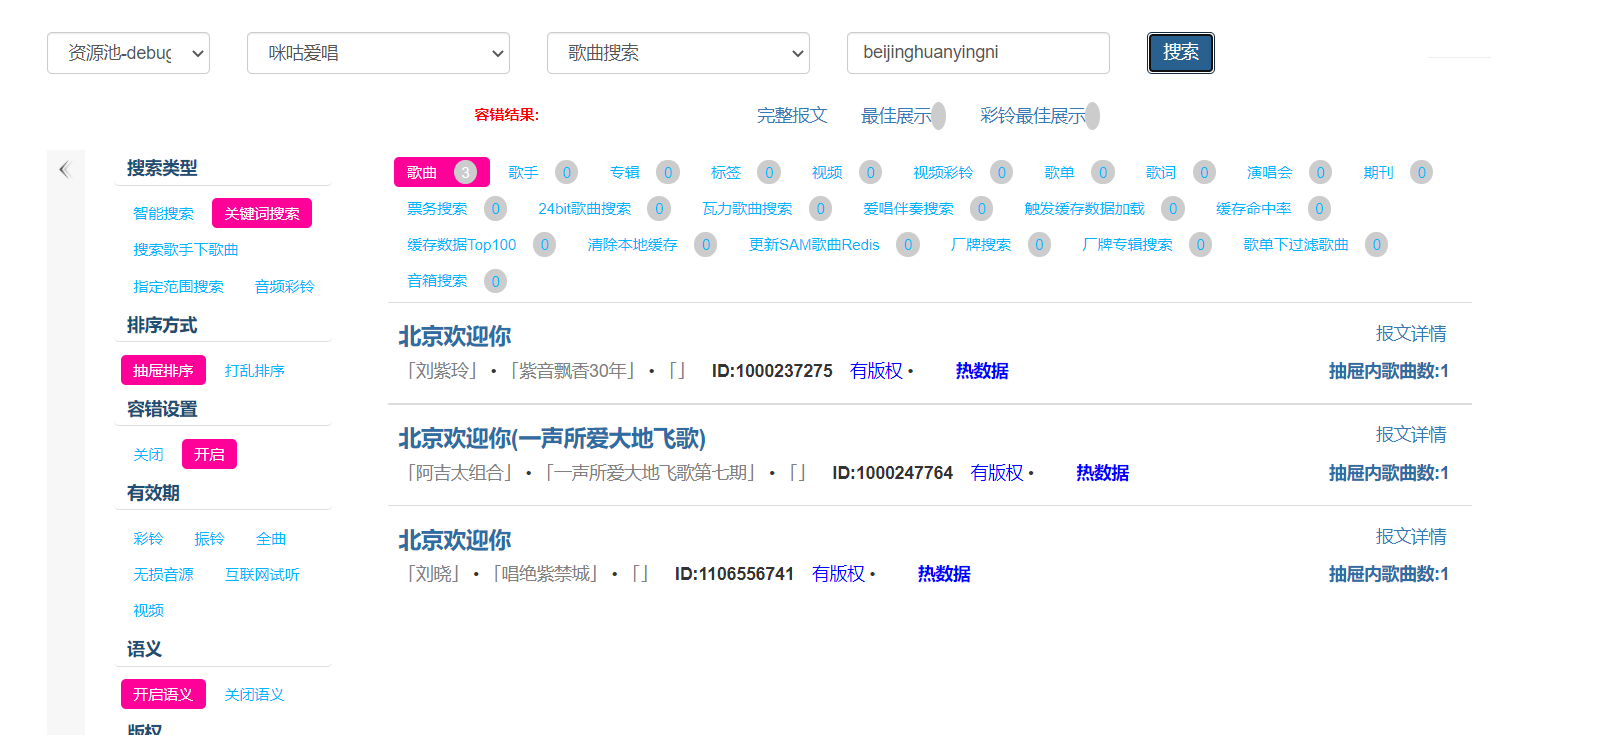 资源池-debug 咪咕爱唱 歌曲搜索 beijinghuanyingni 搜索
容错结果: 完整报文 最佳展示 彩铃最佳展示
搜索类型
智能搜索 关键词搜索
搜索歌手下歌曲
指定范围搜索 音频彩铃
排序方式
抽屉排序 打乱排序
容错设置
关闭 开启
有效期
彩铃 振铃 全曲
无损音源 互联网试听
视频
语义
开启语义 关闭语义
版权
歌曲 3 歌手 0 专辑 0 标签 0 视频 0 视频彩铃 0 歌单 0 歌词 0 演唱会 0 期刊 0
票务搜索 0 24bit歌曲搜索 0 瓦力歌曲搜索 0 爱唱伴奏搜索 0 触发缓存数据加载 0 缓存命中率 0
缓存数据Top100 0 清除本地缓存 0 更新SAM歌曲Redis 0 厂牌搜索 0 厂牌专辑搜索 0 歌单下过滤歌曲 0
音箱搜索 0
北京欢迎你 报文详情
「刘紫玲」 • 「紫音飘香30年」 • 「」 ID:1000237275 有版权 • 热数据 抽屉内歌曲数:1
北京欢迎你(一声所爱大地飞歌) 报文详情
「阿吉太组合」 • 「一声所爱大地飞歌第七期」 • 「」 ID:1000247764 有版权 • 热数据 抽屉内歌曲数:1
北京欢迎你 报文详情
「刘晓」 • 「唱绝紫禁城」 • 「」 ID:1106556741 有版权 • 热数据 抽屉内歌曲数:1